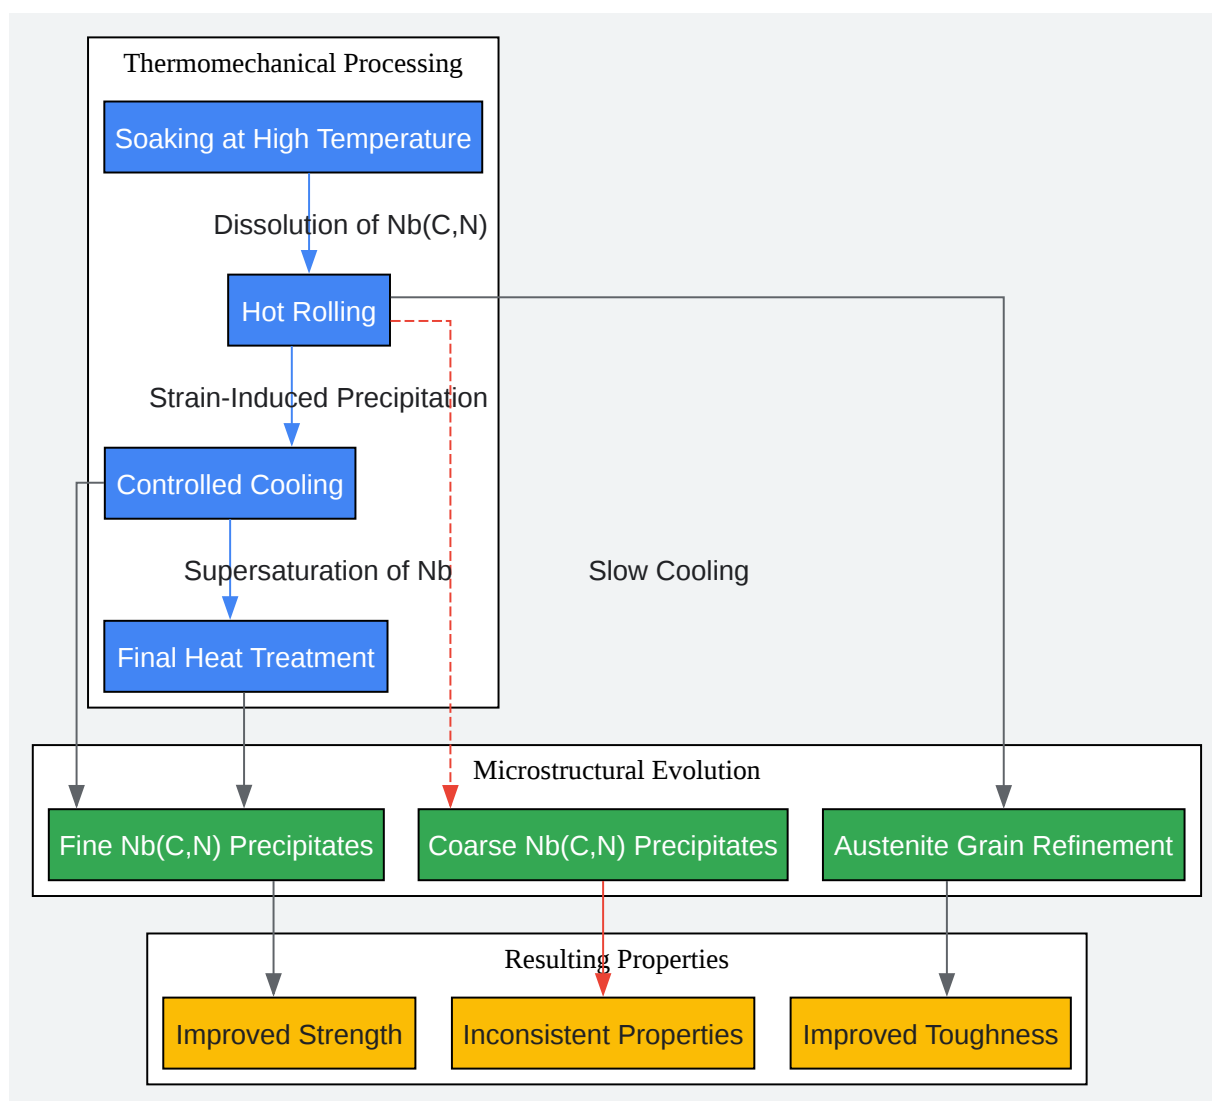 Thermomechanical Processing
Soaking at High Temperature
Dissolution of Nb(C,N)
Hot Rolling
Strain-Induced Precipitation
Controlled Cooling
Supersaturation of Nb
Slow Cooling
Final Heat Treatment
Microstructural Evolution
Fine Nb(C,N) Precipitates
Coarse Nb(C,N) Precipitates
Austenite Grain Refinement
Resulting Properties
Improved Strength
Inconsistent Properties
Improved Toughness